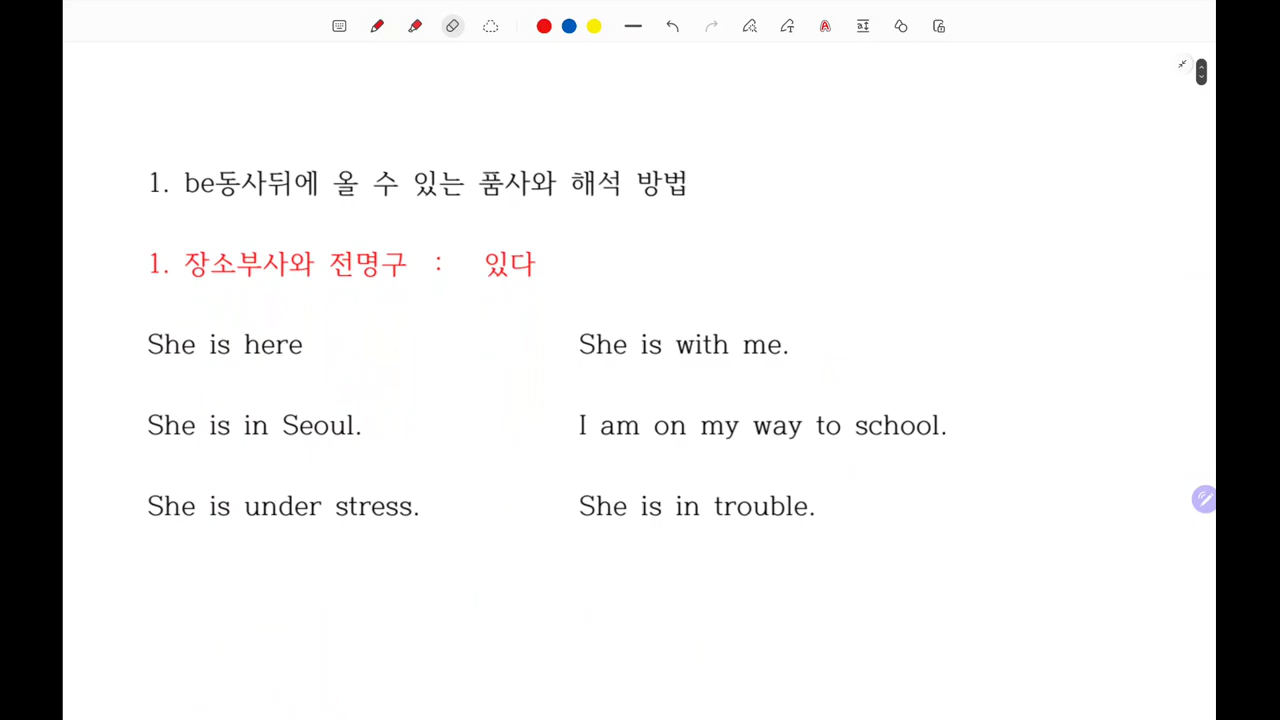 1. be동사뒤에 올 수 있는 품사와 해석 방법
1. 장소부사와 전명구 : 있다
She is here
She is with me.
She is in Seoul.
I am on my way to school.
She is under stress.
She is in trouble.